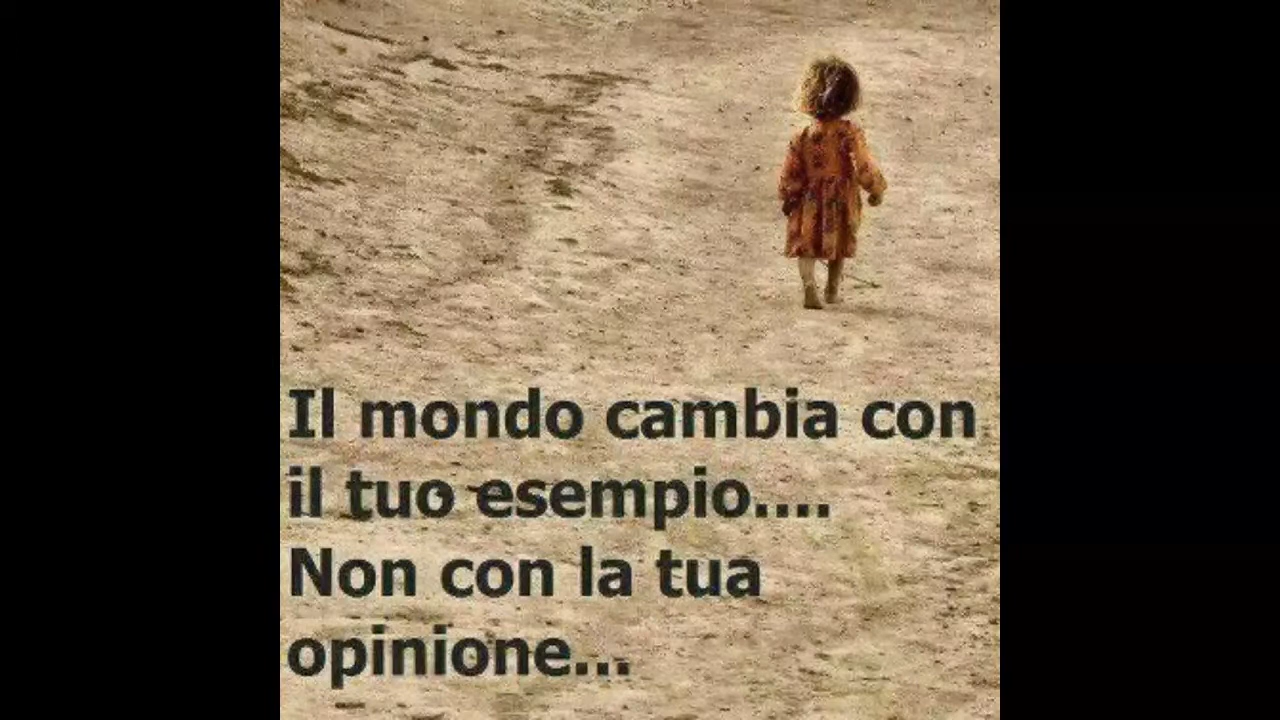 Il mondo cambia con
il tuo esempio....
Non con la tua
opinione...